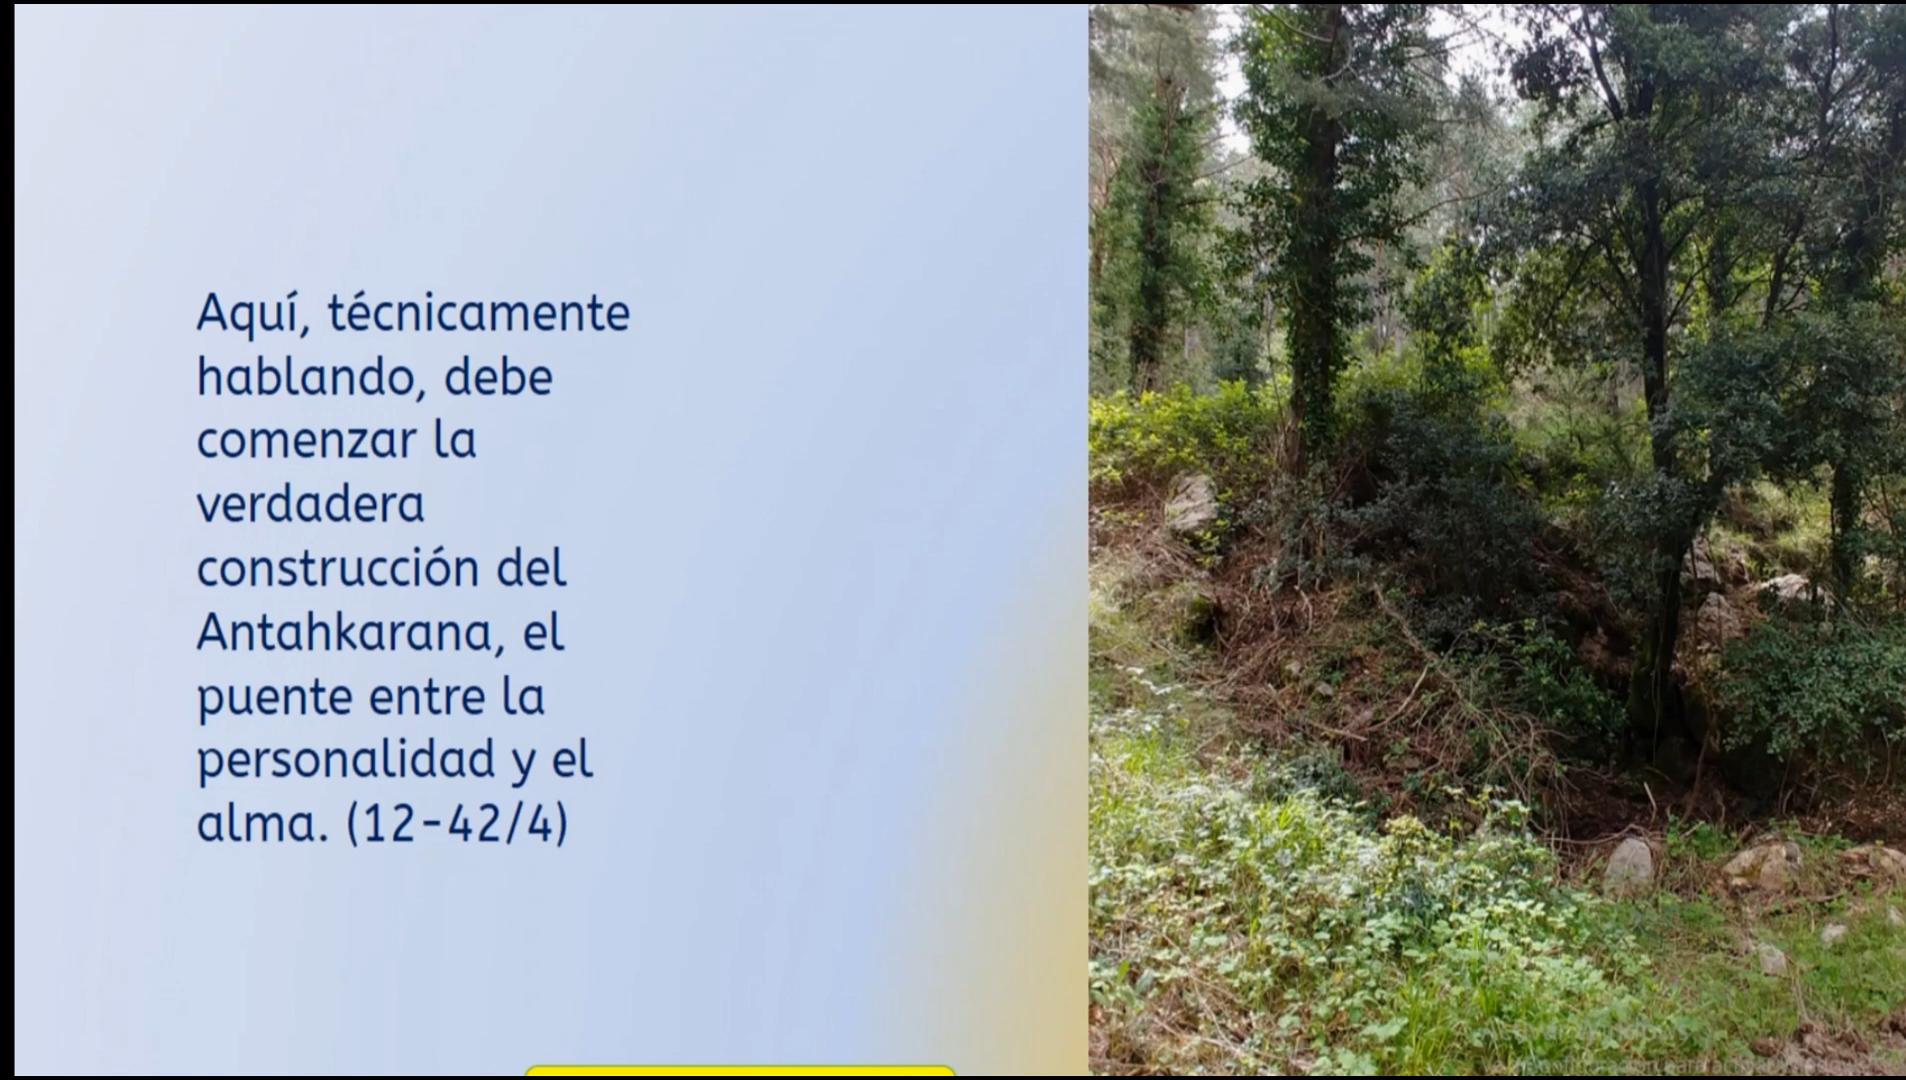 Aquí, técnicamente
hablando, debe
comenzar la
verdadera
construcción del
Antahkarana, el
puente entre la
personalidad y el
alma. (12-42/4)